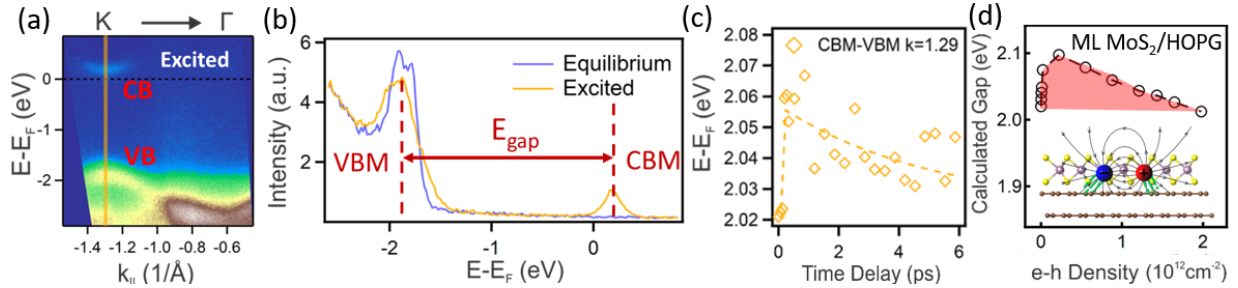 (a)
K → Γ
Excited
CB
VB
E-E_F (eV)
0
-1
-2
-1.4 -1.2 -1.0 -0.8 -0.6
k_|| (1/Å)
(b)
Intensity (a.u.)
6
4
2
Equilibrium
Excited
E_gap
VBM
CBM
-2 -1 0
E-E_F (eV)
(c)
CBM-VBM k=1.29
E-E_F (eV)
2.08
2.07
2.06
2.05
2.04
2.03
2.02
0 2 4 6
Time Delay (ps)
(d)
ML MoS₂/HOPG
Calculated Gap (eV)
2.1
2.0
1.9
- +
0 1 2
e-h Density (10¹²cm⁻²)